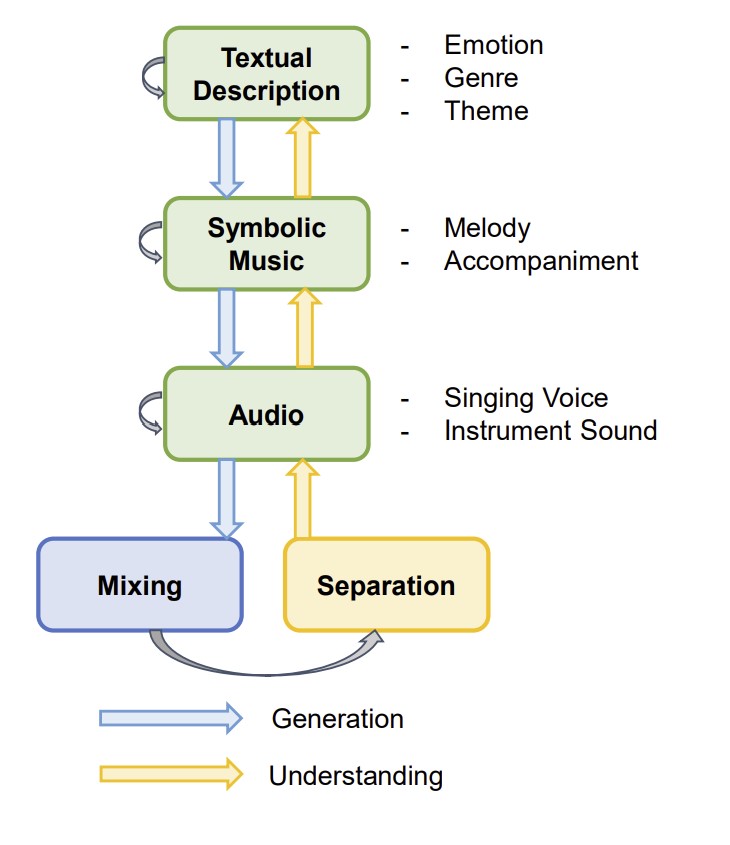 Textual
Description
- Emotion
- Genre
- Theme
Symbolic
Music
- Melody
- Accompaniment
Audio
- Singing Voice
- Instrument Sound
Mixing
Separation
Generation
Understanding